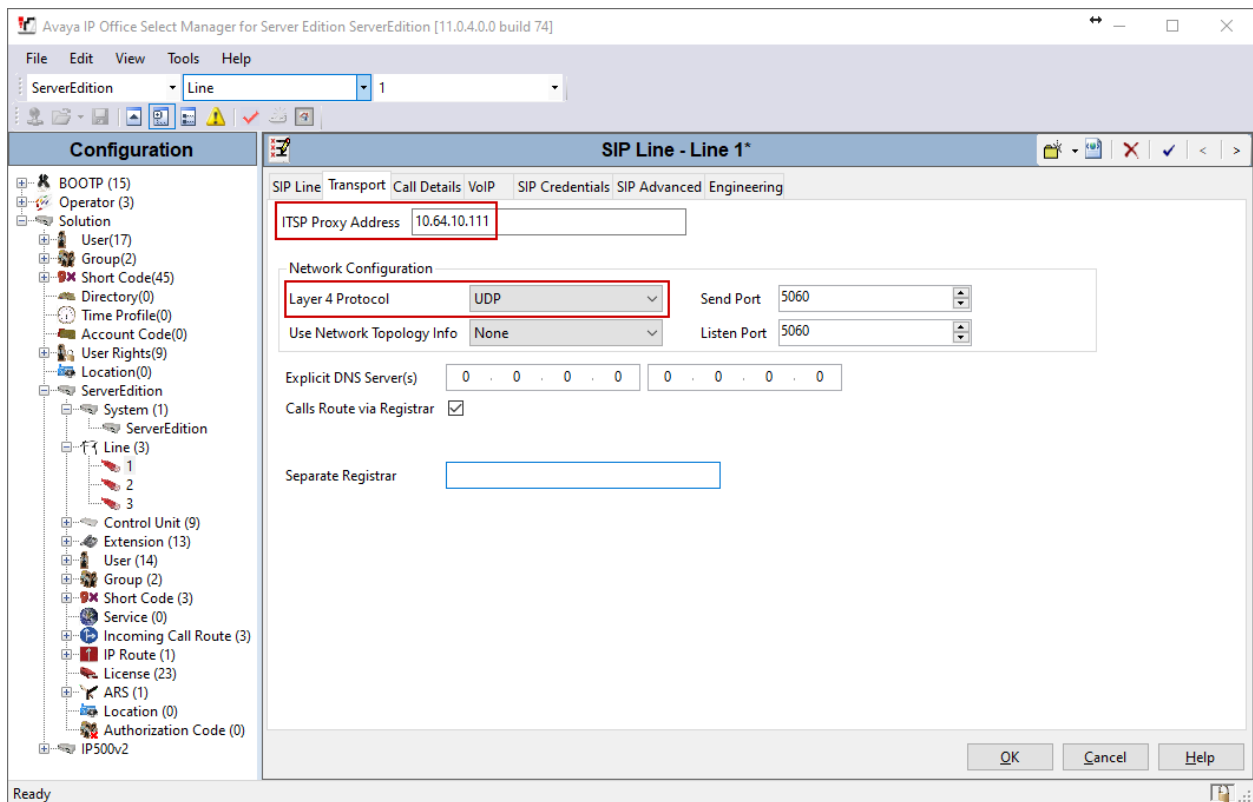 Avaya IP Office Select Manager for Server Edition ServerEdition [11.0.4.0.0 build 74]
File Edit View Tools Help
ServerEdition Line 1
Configuration
BOOTP (15)
Operator (3)
Solution
User(17)
Group(2)
Short Code(45)
Directory(0)
Time Profile(0)
Account Code(0)
User Rights(9)
Location(0)
ServerEdition
System (1)
ServerEdition
Line (3)
1
2
3
Control Unit (9)
Extension (13)
User (14)
Group (2)
Short Code (3)
Service (0)
Incoming Call Route (3)
IP Route (1)
License (23)
ARS (1)
Location (0)
Authorization Code (0)
IP500v2
SIP Line - Line 1*
SIP Line Transport Call Details VoIP SIP Credentials SIP Advanced Engineering
ITSP Proxy Address 10.64.10.111
Network Configuration
Layer 4 Protocol UDP Send Port 5060
Use Network Topology Info None Listen Port 5060
Explicit DNS Server(s) 0 . 0 . 0 . 0 0 . 0 . 0 . 0
Calls Route via Registrar
Separate Registrar
OK Cancel Help
Ready